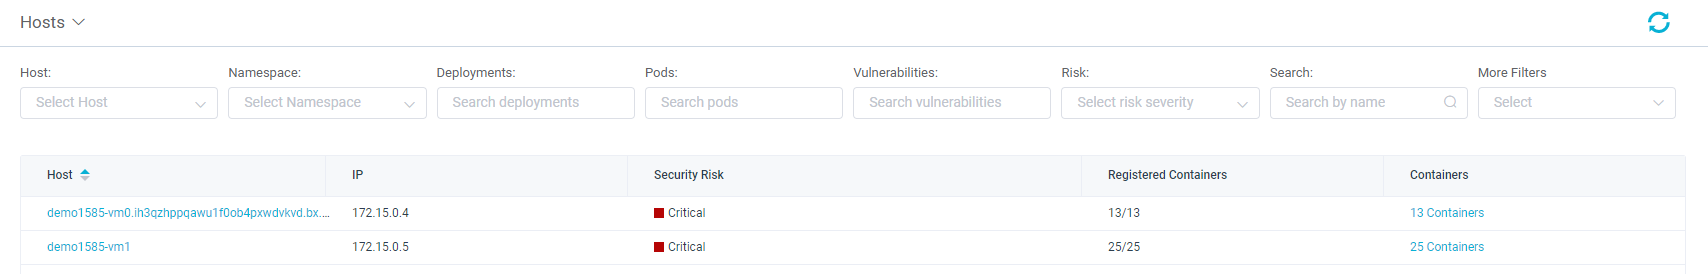 Hosts
Host: Namespace: Deployments: Pods: Vulnerabilities: Risk: Search: More Filters
Select Host Select Namespace Search deployments Search pods Search vulnerabilities Select risk severity Search by name Select
Host IP Security Risk Registered Containers Containers
demo1585-vm0.ih3qzhppqawu1f0ob4pxwdvkvd.bx.... 172.15.0.4 Critical 13/13 13 Containers
demo1585-vm1 172.15.0.5 Critical 25/25 25 Containers